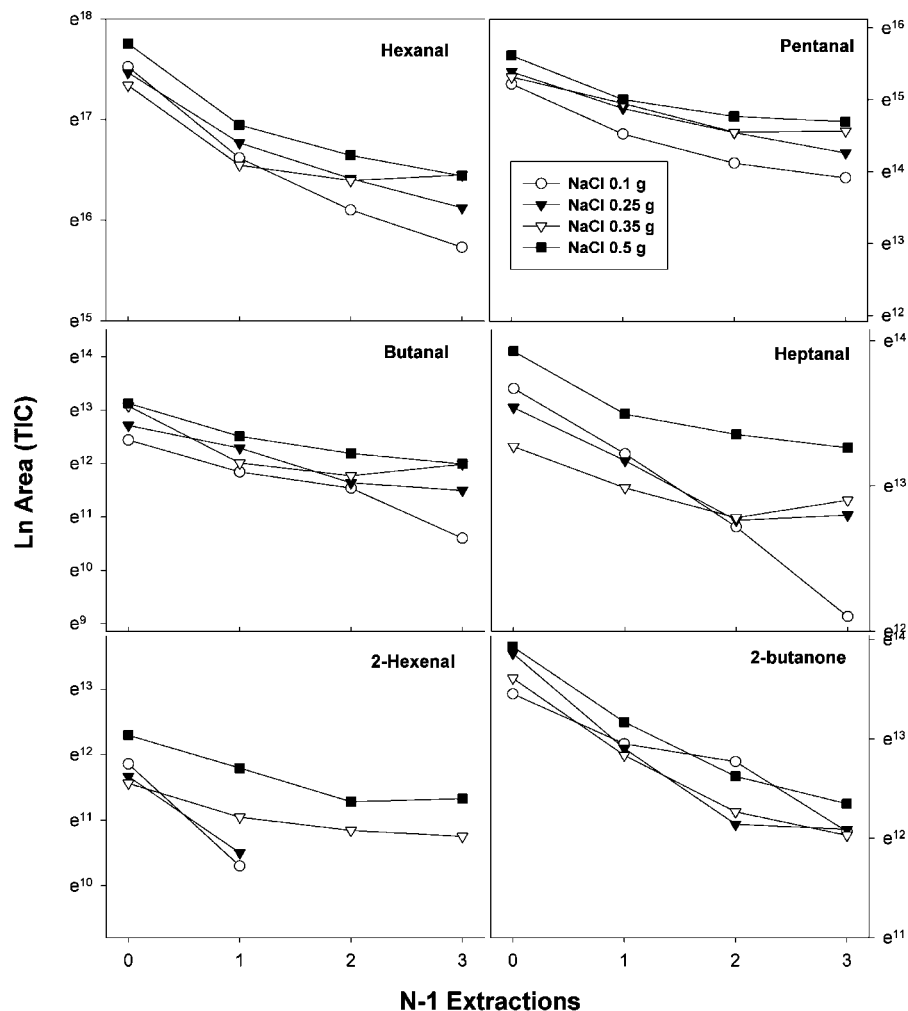 Ln Area (TIC)
Hexanal
e18
e17
e16
e15
Pentanal
e16
e15
e14
e13
e12
NaCl 0.1 g
NaCl 0.25 g
NaCl 0.35 g
NaCl 0.5 g
Butanal
e14
e13
e12
e11
e10
e9
Heptanal
e14
e13
e12
2-Hexenal
e13
e12
e11
e10
2-butanone
e14
e13
e12
e11
0 1 2 3
0 1 2 3
N-1 Extractions